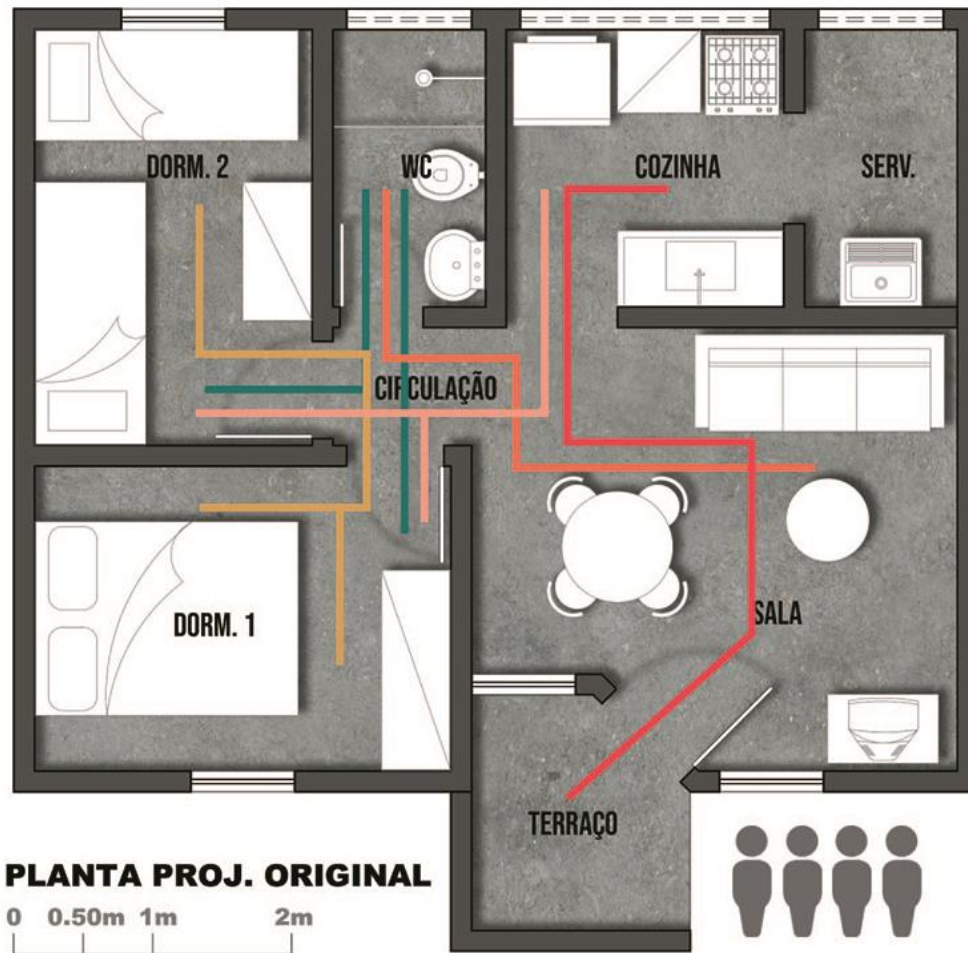 DORM. 2
WC
COZINHA
SERV.
CIRCULAÇÃO
DORM. 1
SALA
TERRAÇO
PLANTA PROJ. ORIGINAL
0 0.50m 1m 2m